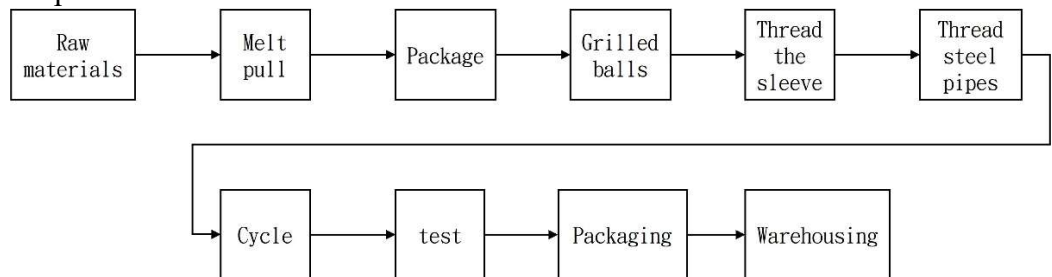 Raw
materials
Melt
pull
Package
Grilled
balls
Thread
the
sleeve
Thread
steel
pipes
Cycle
test
Packaging
Warehousing